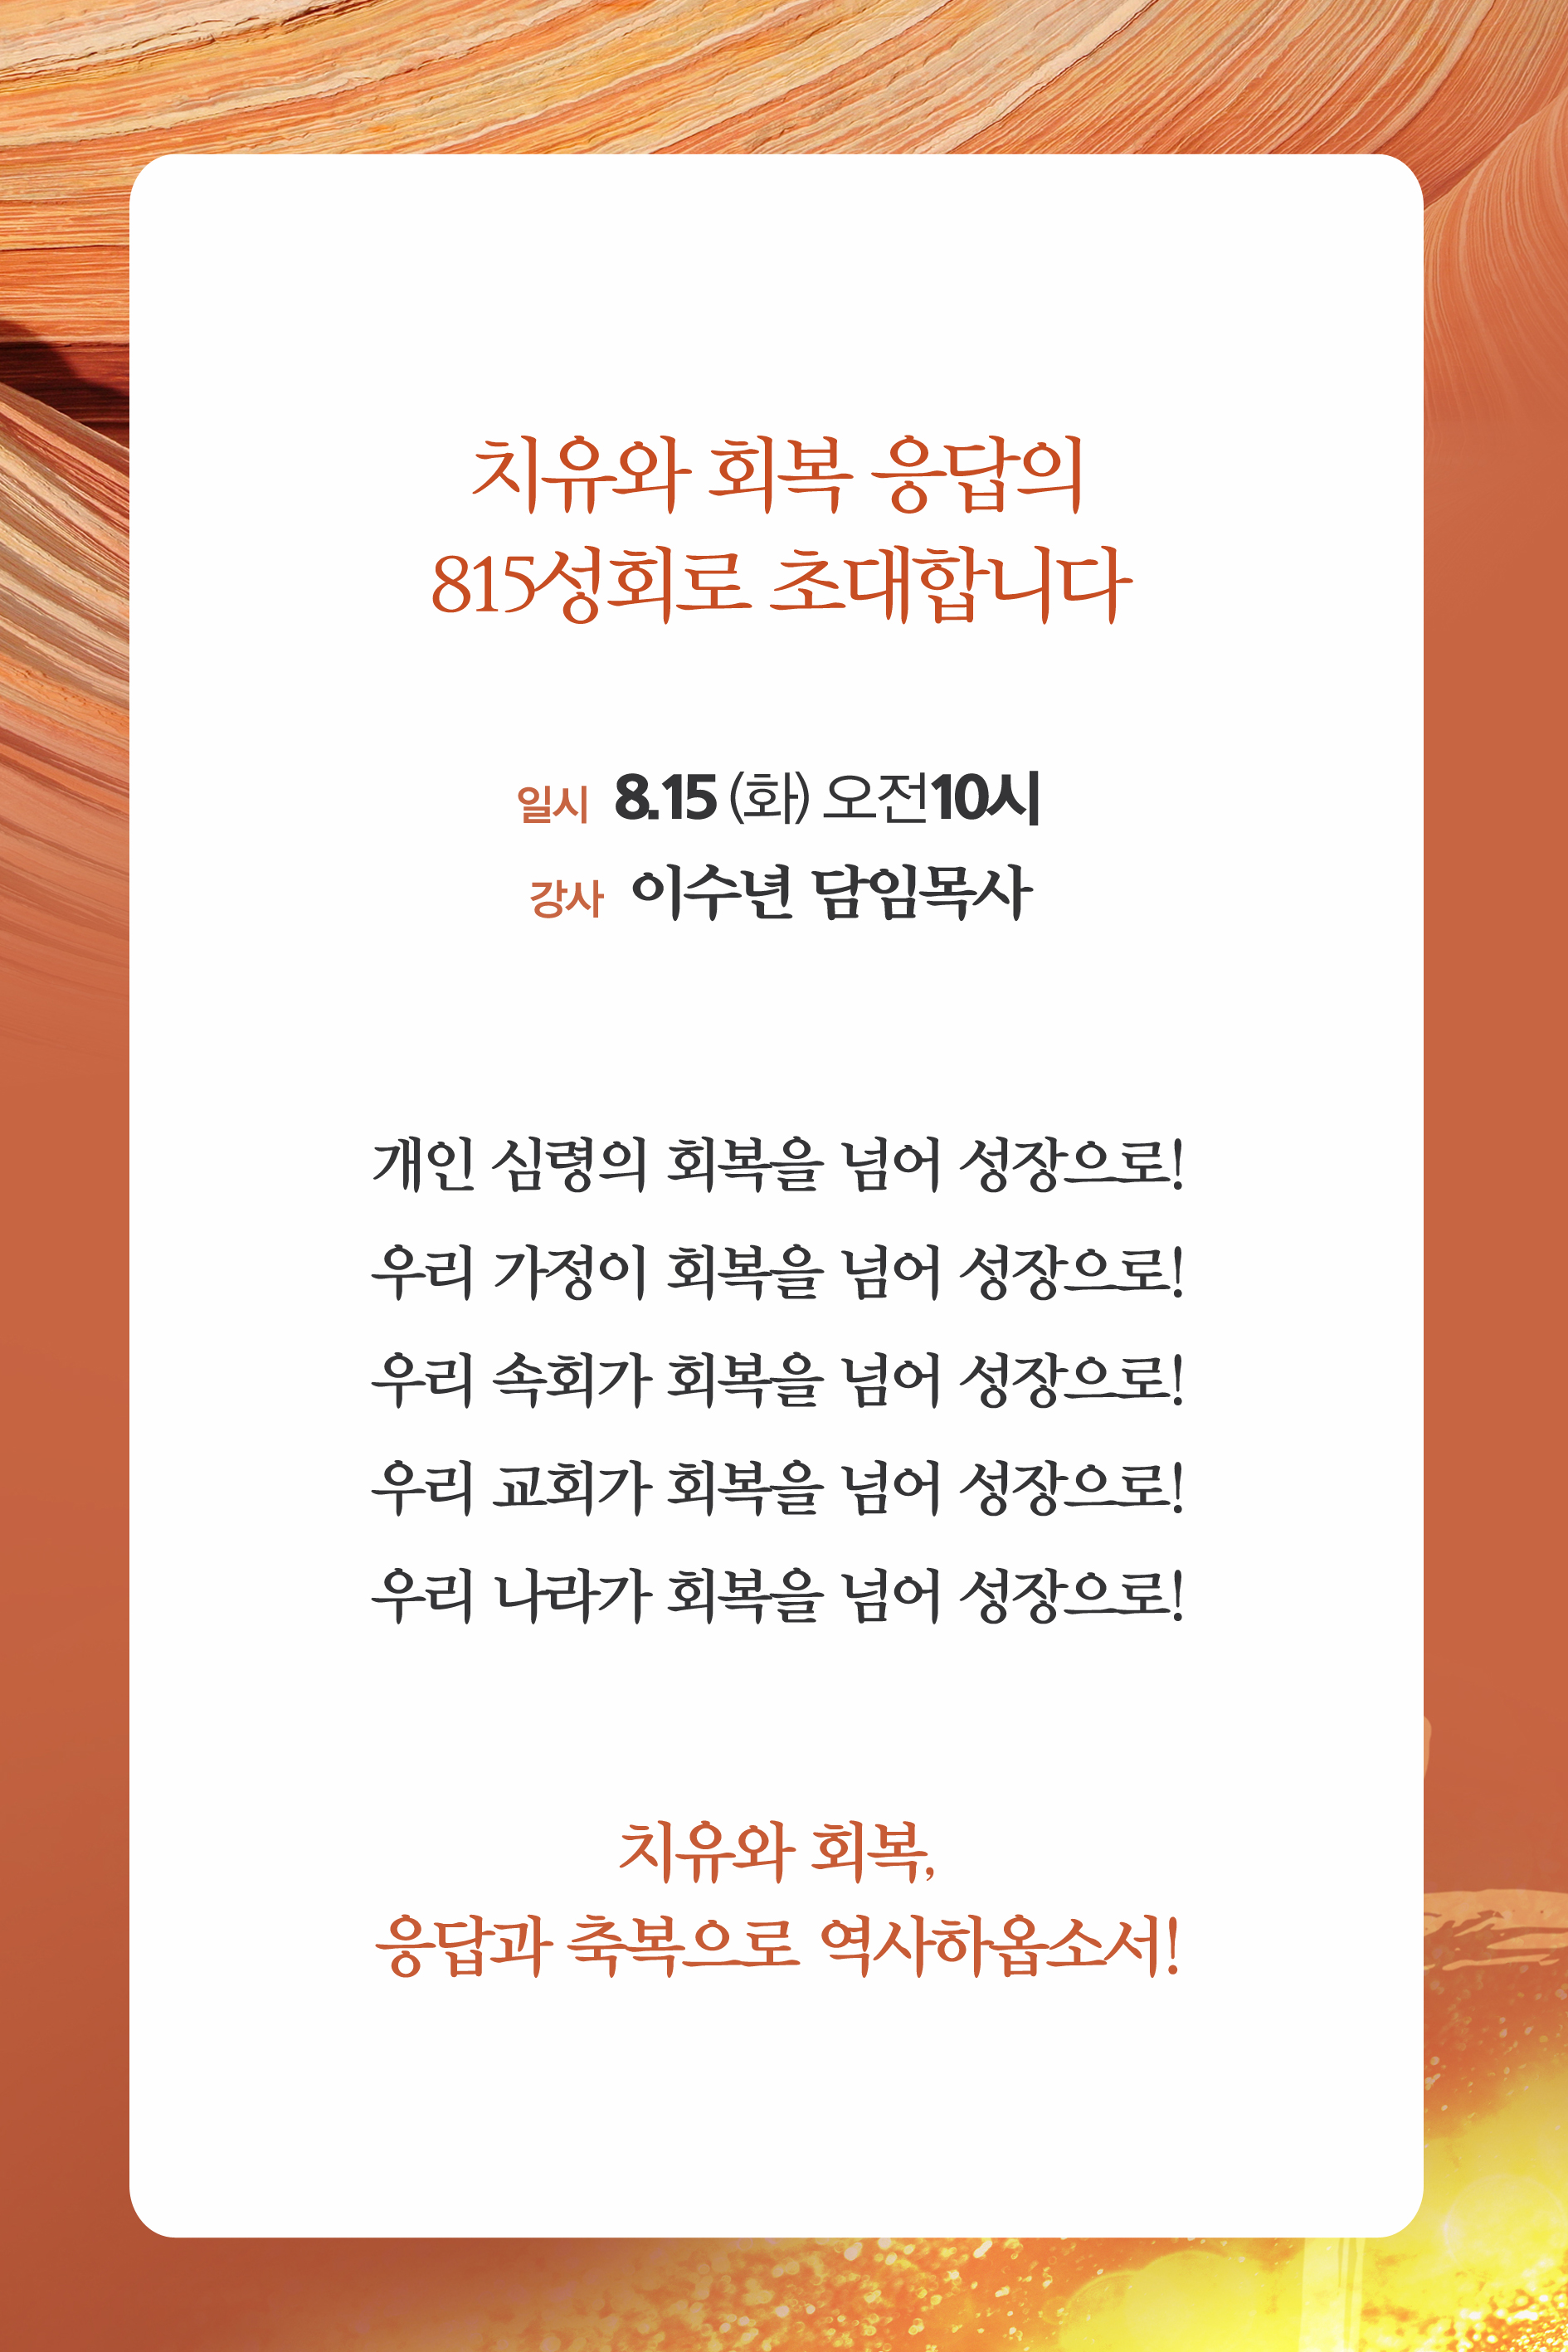 치유와 회복 응답의
815성회로 초대합니다
일시 8.15 (화) 오전10시
강사 이수년 담임목사
개인 심령의 회복을 넘어 성장으로!
우리 가정이 회복을 넘어 성장으로!
우리 속회가 회복을 넘어 성장으로!
우리 교회가 회복을 넘어 성장으로!
우리 나라가 회복을 넘어 성장으로!
치유와 회복,
응답과 축복으로 역사하옵소서!